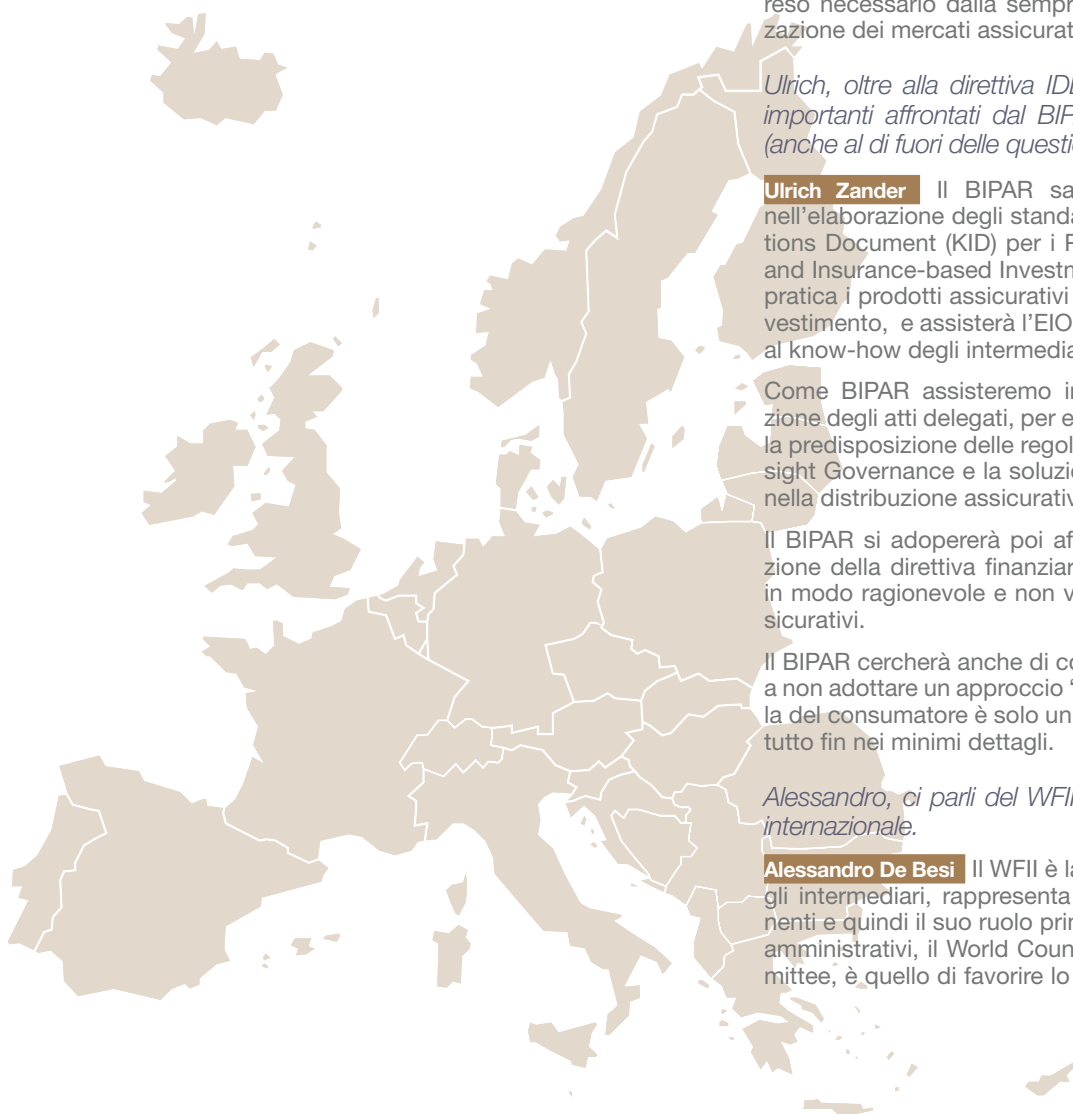 reso necessario dalla sempr
zazione dei mercati assicurat
Ulrich, oltre alla direttiva IDD
importanti affrontati dal BIPA
(anche al di fuori delle questio
Ulrich Zander Il BIPAR sa
nell'elaborazione degli standa
tions Document (KID) per i P
and Insurance-based Investm
pratica i prodotti assicurativi
vestimento, e assisterà l'EIO
al know-how degli intermedia
Come BIPAR assisteremo in
zione degli atti delegati, per e
la predisposizione delle regol
sight Governance e la soluzio
nella distribuzione assicurativ
Il BIPAR si adopererà poi af
zione della direttiva finanziar
in modo ragionevole e non v
sicurativi.
Il BIPAR cercherà anche di co
a non adottare un approccio "
la del consumatore è solo un
tutto fin nei minimi dettagli.
Alessandro, ci parli del WFII
internazionale.
Alessandro De Besi Il WFII è la
gli intermediari, rappresenta
nenti e quindi il suo ruolo prin
amministrativi, il World Coun
mittee, è quello di favorire lo